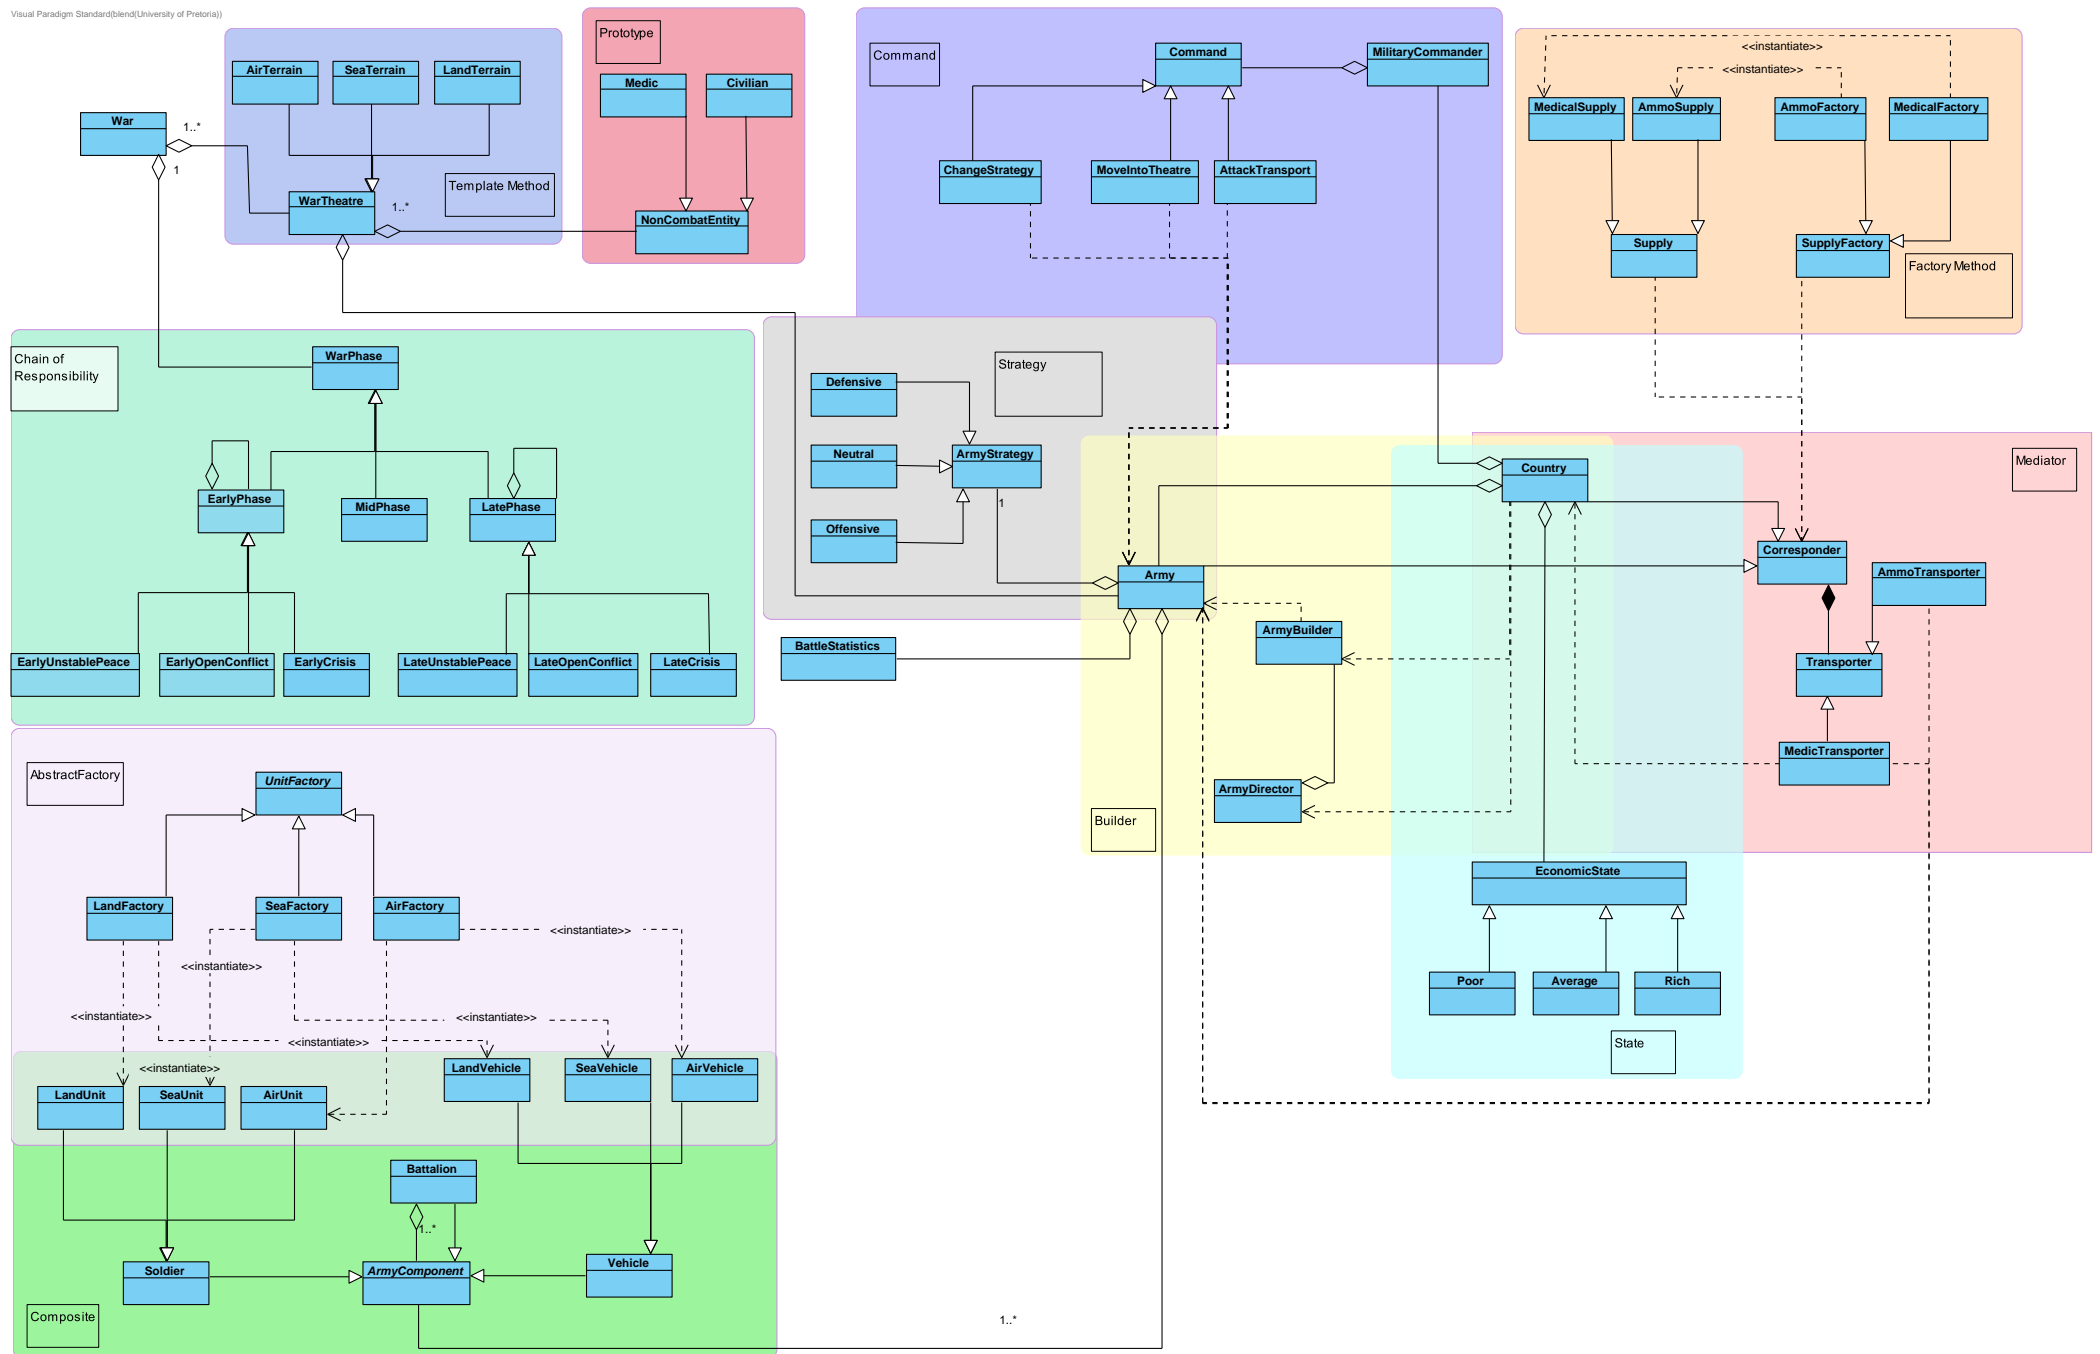 Visual Paradigm Standard(blend(University of Pretoria))
Prototype
Command
Command
MilitaryCommander
<<instantiate>>
<<instantiate>>
AirTerrain
SeaTerrain
LandTerrain
Medic
Civilian
MedicalSupply
AmmoSupply
AmmoFactory
MedicalFactory
War
1..*
1
Template Method
ChangeStrategy
MoveIntoTheatre
AttackTransport
WarTheatre
1..*
NonCombatEntity
Supply
SupplyFactory
Factory Method
Chain of
Responsibility
WarPhase
Strategy
Defensive
Neutral
ArmyStrategy
Offensive
1
Country
Mediator
EarlyPhase
MidPhase
LatePhase
Corresponder
Army
AmmoTransporter
ArmyBuilder
BattleStatistics
EarlyUnstablePeace
EarlyOpenConflict
EarlyCrisis
LateUnstablePeace
LateOpenConflict
LateCrisis
Transporter
MedicTransporter
AbstractFactory
UnitFactory
ArmyDirector
Builder
EconomicState
LandFactory
SeaFactory
AirFactory
<<instantiate>>
<<instantiate>>
Poor
Average
Rich
<<instantiate>>
<<instantiate>>
<<instantiate>>
State
<<instantiate>>
LandVehicle
SeaVehicle
AirVehicle
LandUnit
SeaUnit
AirUnit
Battalion
1..*
Soldier
ArmyComponent
Vehicle
Composite
1..*